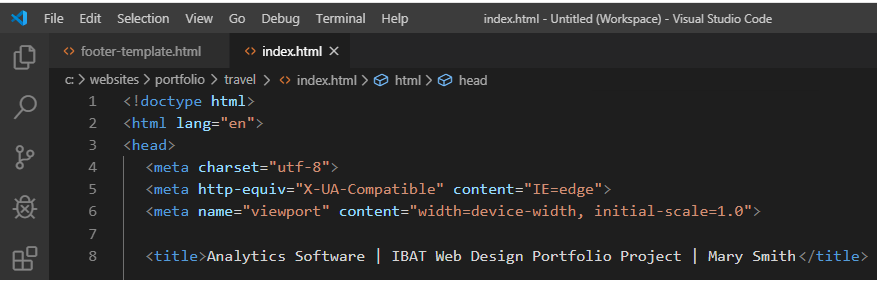 File Edit Selection View Go Debug Terminal Help index.html - Untitled (Workspace) - Visual Studio Code
footer-template.html index.html
c: > websites > portfolio > travel > index.html > html > head
1 <!doctype html>
2 <html lang="en">
3 <head>
4 <meta charset="utf-8">
5 <meta http-equiv="X-UA-Compatible" content="IE=edge">
6 <meta name="viewport" content="width=device-width, initial-scale=1.0">
7
8 <title>Analytics Software | IBAT Web Design Portfolio Project | Mary Smith</title>